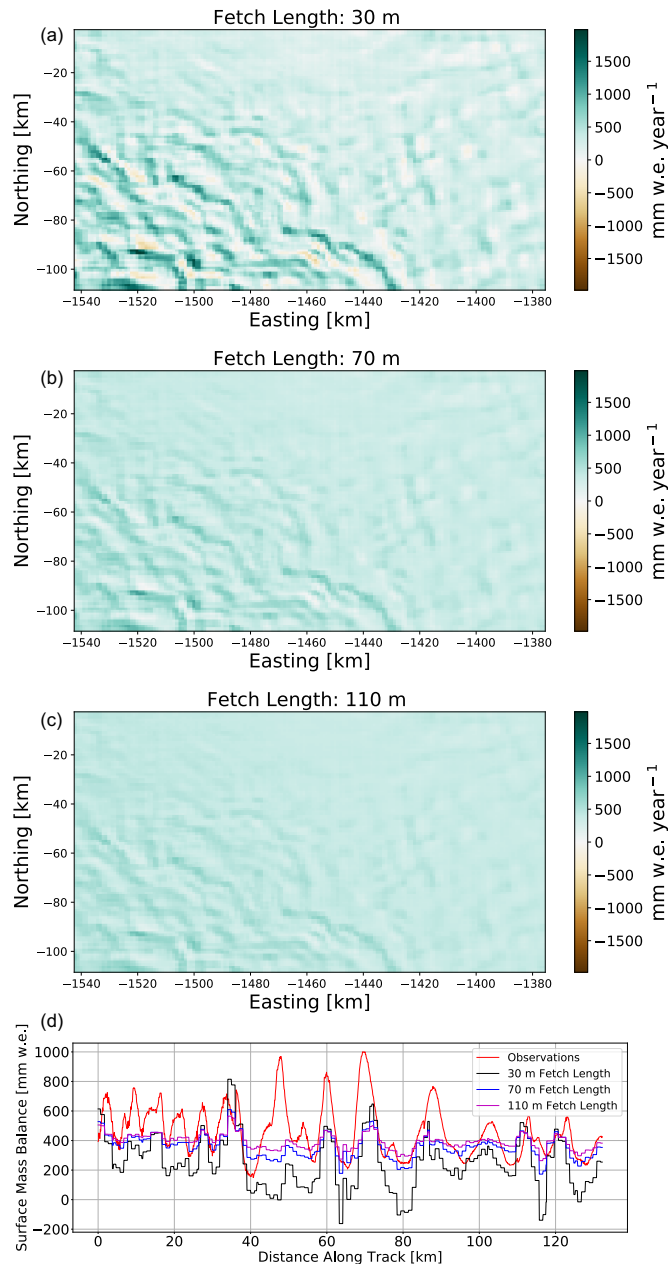 Fetch Length: 30 m
(a)
−20
−40
−60
−80
−100
Northing [km]
−1540 −1520 −1500 −1480 −1460 −1440 −1420 −1400 −1380
Easting [km]
1500
1000
500
0
−500
−1000
−1500
mm w.e. year−1
Fetch Length: 70 m
(b)
−20
−40
−60
−80
−100
Northing [km]
−1540 −1520 −1500 −1480 −1460 −1440 −1420 −1400 −1380
Easting [km]
1500
1000
500
0
−500
−1000
−1500
mm w.e. year−1
Fetch Length: 110 m
(c)
−20
−40
−60
−80
−100
Northing [km]
−1540 −1520 −1500 −1480 −1460 −1440 −1420 −1400 −1380
Easting [km]
1500
1000
500
0
−500
−1000
−1500
mm w.e. year−1
(d)
Surface Mass Balance [mm w.e.]
1000
800
600
400
200
0
−200
Observations
30 m Fetch Length
70 m Fetch Length
110 m Fetch Length
0 20 40 60 80 100 120
Distance Along Track [km]